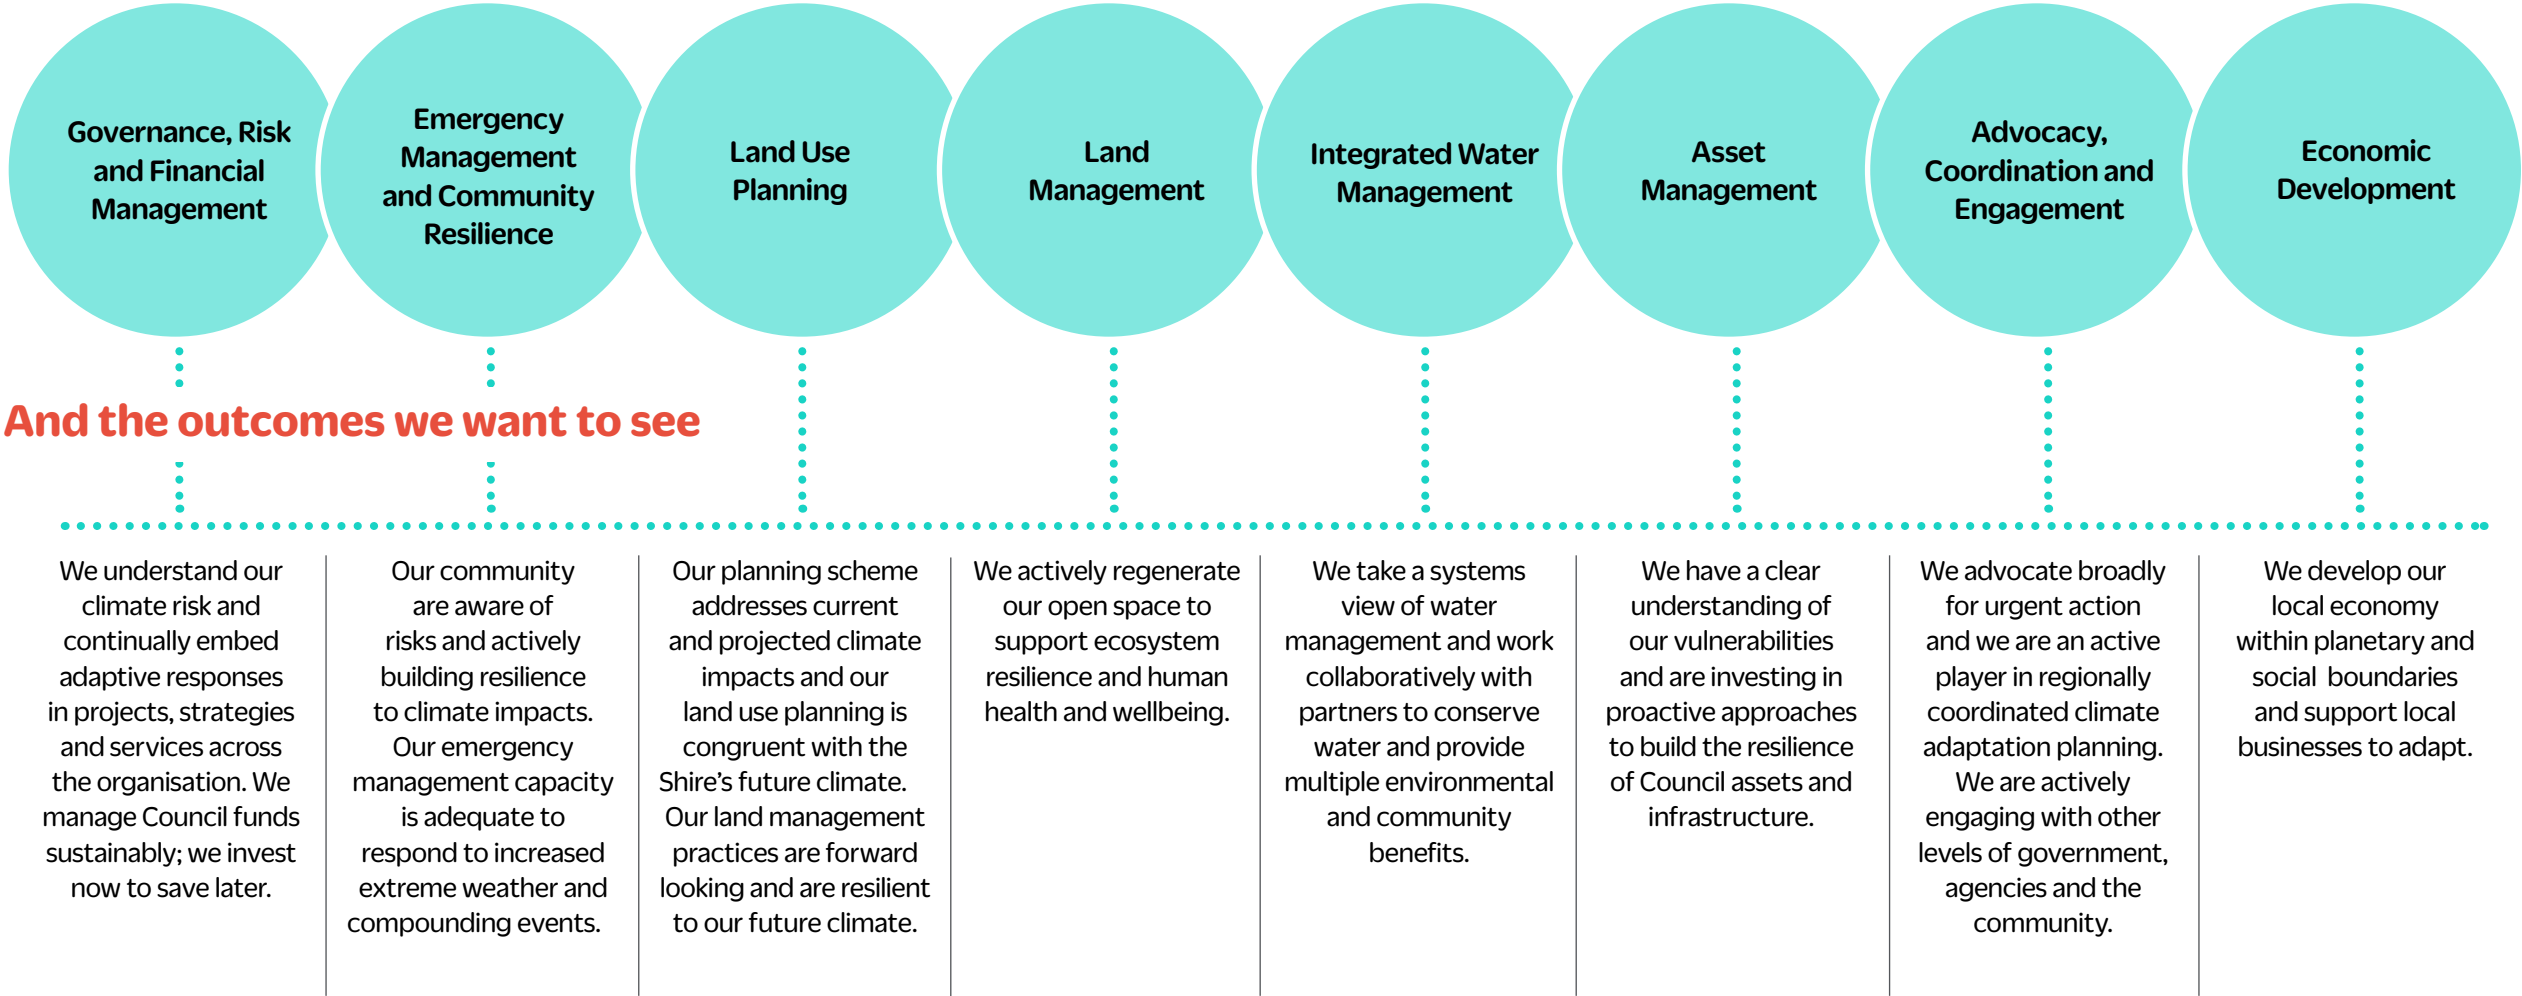 Governance, Risk
and Financial
Management
Emergency
Management
and Community
Resilience
Land Use
Planning
Land
Management
Integrated Water
Management
Asset
Management
Advocacy,
Coordination and
Engagement
Economic
Development
And the outcomes we want to see
We understand our
climate risk and
continually embed
adaptive responses
in projects, strategies
and services across
the organisation. We
manage Council funds
sustainably; we invest
now to save later.
Our community
are aware of
risks and actively
building resilience
to climate impacts.
Our emergency
management capacity
is adequate to
respond to increased
extreme weather and
compounding events.
Our planning scheme
addresses current
and projected climate
impacts and our
land use planning is
congruent with the
Shire’s future climate.
Our land management
practices are forward
looking and are resilient
to our future climate.
We actively regenerate
our open space to
support ecosystem
resilience and human
health and wellbeing.
We take a systems
view of water
management and work
collaboratively with
partners to conserve
water and provide
multiple environmental
and community
benefits.
We have a clear
understanding of
our vulnerabilities
and are investing in
proactive approaches
to build the resilience
of Council assets and
infrastructure.
We advocate broadly
for urgent action
and we are an active
player in regionally
coordinated climate
adaptation planning.
We are actively
engaging with other
levels of government,
agencies and the
community.
We develop our
local economy
within planetary and
social boundaries
and support local
businesses to adapt.